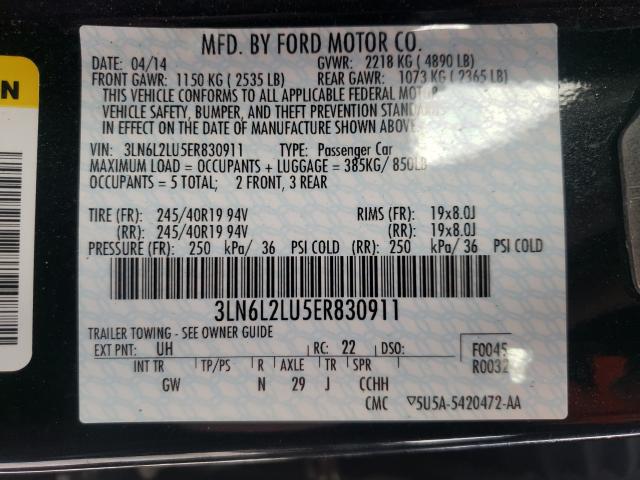 MFD. BY FORD MOTOR CO.
DATE: 04/14 GVWR: 2218 KG ( 4890 LB)
FRONT GAWR: 1150 KG ( 2535 LB) REAR GAWR: 1073 KG ( 2365 LB)
THIS VEHICLE CONFORMS TO ALL APPLICABLE FEDERAL MOTOR
VEHICLE SAFETY, BUMPER, AND THEFT PREVENTION STANDARDS
IN EFFECT ON THE DATE OF MANUFACTURE SHOWN ABOVE.
VIN: 3LN6L2LU5ER830911 TYPE: Passenger Car
MAXIMUM LOAD = OCCUPANTS + LUGGAGE = 385KG/ 850LB
OCCUPANTS = 5 TOTAL; 2 FRONT, 3 REAR
TIRE (FR): 245/40R19 94V RIMS (FR): 19x8.0J
(RR): 245/40R19 94V (RR): 19x8.0J
PRESSURE (FR): 250 kPa/ 36 PSI COLD (RR): 250 kPa/ 36 PSI COLD
3LN6L2LU5ER830911
TRAILER TOWING - SEE OWNER GUIDE
EXT PNT: UH RC: 22 DSO: F0045
INT TR TP/PS R AXLE TR SPR R0032
GW N 29 J CCHH
CMC ▽5U5A-5420472-AA